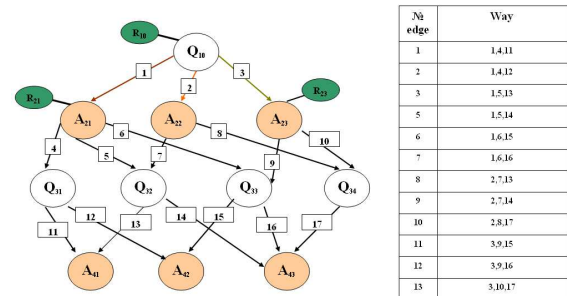 R10
Q10
1
2
3
R21
R23
A21
A22
A23
4
5
6
7
8
9
10
Q31
Q32
Q33
Q34
11
12
13
14
15
16
17
A41
A42
A43
№ edge Way
1 1,4,11
2 1,4,12
3 1,5,13
5 1,5,14
6 1,6,15
7 1,6,16
8 2,7,13
9 2,7,14
10 2,8,17
11 3,9,15
12 3,9,16
13 3,10,17